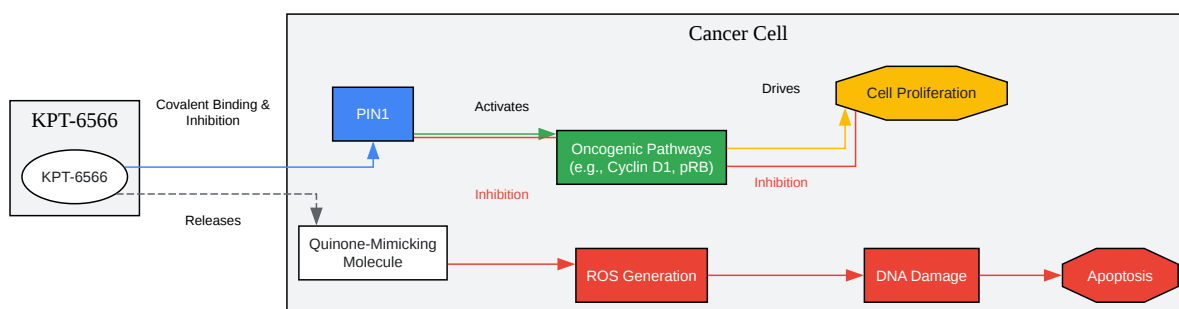 Cancer Cell
KPT-6566
KPT-6566
Covalent Binding &
Inhibition
Releases
PIN1
Activates
Inhibition
Oncogenic Pathways
(e.g., Cyclin D1, pRB)
Drives
Inhibition
Cell Proliferation
Quinone-Mimicking
Molecule
ROS Generation
DNA Damage
Apoptosis